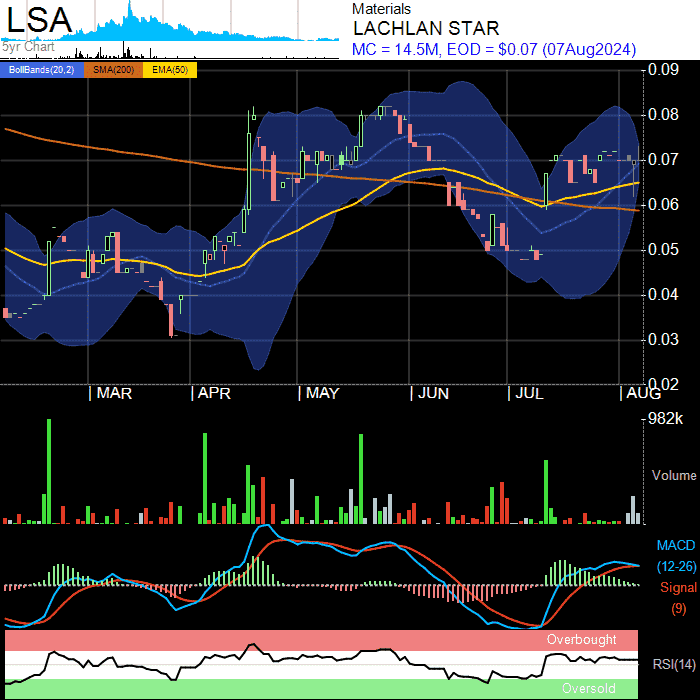 LSA
5yr Chart
Materials
LACHLAN STAR
MC = 14.5M, EOD = $0.07 (07Aug2024)
BollBands(20,2) SMA(200) EMA(50)
0.09
0.08
0.07
0.06
0.05
0.04
0.03
0.02
MAR APR MAY JUN JUL AUG
982k
Volume
MACD
(12-26)
Signal
(9)
Overbought
RSI(14)
Oversold